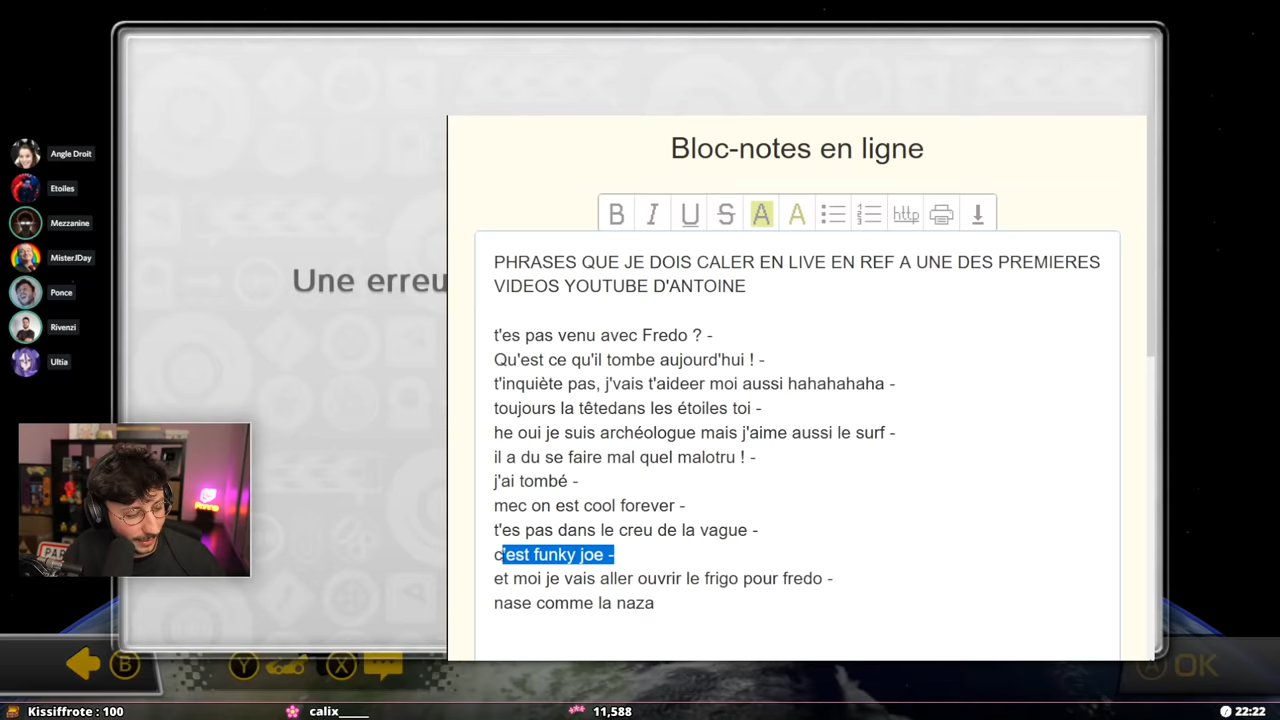 Bloc-notes en ligne
B I U S A A http
Angle Droit
Etoiles
Mezzanine
MisterJDay
Ponce
Rivenzi
Ultia
Une erreu
PHRASES QUE JE DOIS CALER EN LIVE EN REF A UNE DES PREMIERES
VIDEOS YOUTUBE D'ANTOINE
t'es pas venu avec Fredo ? -
Qu'est ce qu'il tombe aujourd'hui ! -
t'inquiète pas, j'vais t'aideer moi aussi hahahahaha -
toujours la têtedans les étoiles toi -
he oui je suis archéologue mais j'aime aussi le surf -
il a du se faire mal quel malotru ! -
j'ai tombé -
mec on est cool forever -
t'es pas dans le creu de la vague -
c'est funky joe -
et moi je vais aller ouvrir le frigo pour fredo -
nase comme la naza
B Y X A OK
Kissiffrote : 100 calix_____ 11,588 22:22